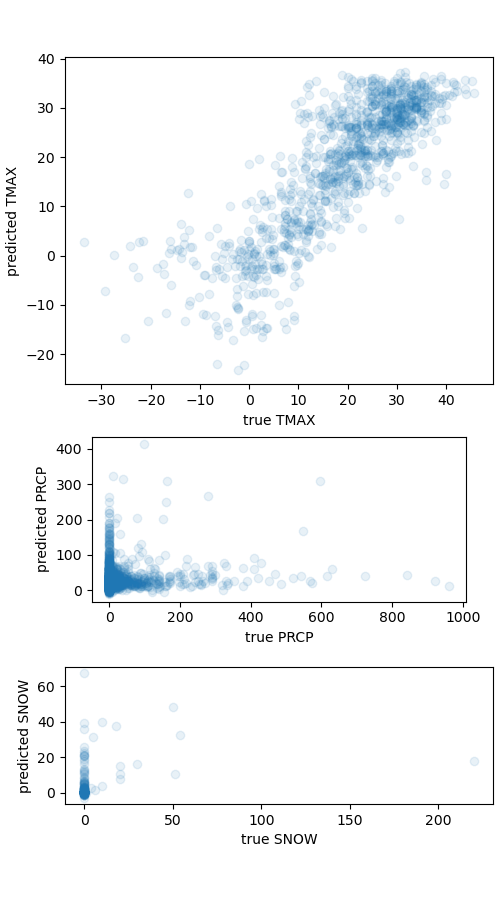 40
30
20
10
0
−10
−20
predicted TMAX
−30 −20 −10 0 10 20 30 40
true TMAX
400
300
200
100
0
predicted PRCP
0 200 400 600 800 1000
true PRCP
60
40
20
0
predicted SNOW
0 50 100 150 200
true SNOW